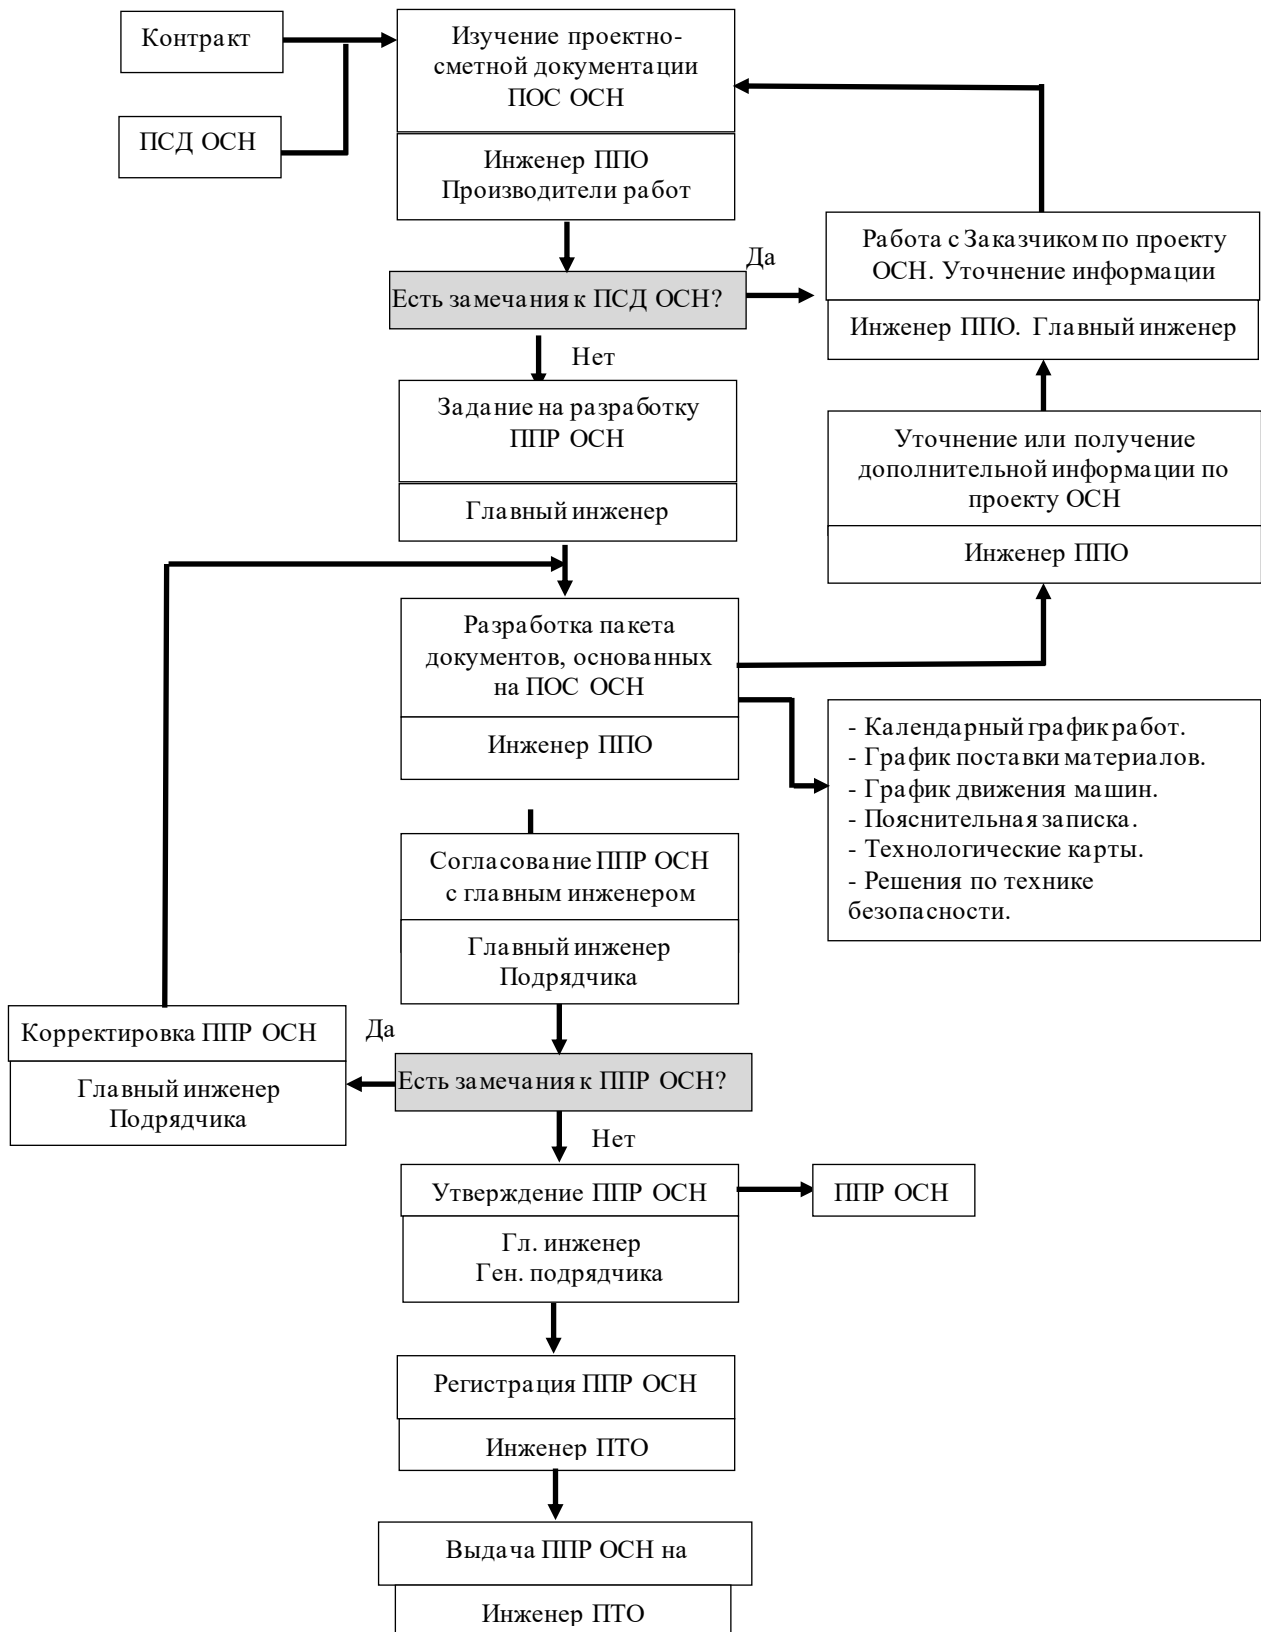 Контракт
ПСД ОСН
Изучение проектно-
сметной документации
ПОС ОСН
Инженер ППО
Производители работ
Да
Есть замечания к ПСД ОСН?
Работа с Заказчиком по проекту
ОСН. Уточнение информации
Инженер ППО. Главный инженер
Нет
Задание на разработку
ППР ОСН
Главный инженер
Уточнение или получение
дополнительной информации по
проекту ОСН
Инженер ППО
Разработка пакета
документов, основанных
на ПОС ОСН
Инженер ППО
- Календарный график работ.
- График поставки материалов.
- График движения машин.
- Пояснительная записка.
- Технологические карты.
- Решения по технике
безопасности.
Согласование ППР ОСН
с главным инженером
Главный инженер
Подрядчика
Корректировка ППР ОСН
Главный инженер
Подрядчика
Да
Есть замечания к ППР ОСН?
Нет
Утверждение ППР ОСН
Гл. инженер
Ген. подрядчика
ППР ОСН
Регистрация ППР ОСН
Инженер ПТО
Выдача ППР ОСН на
Инженер ПТО